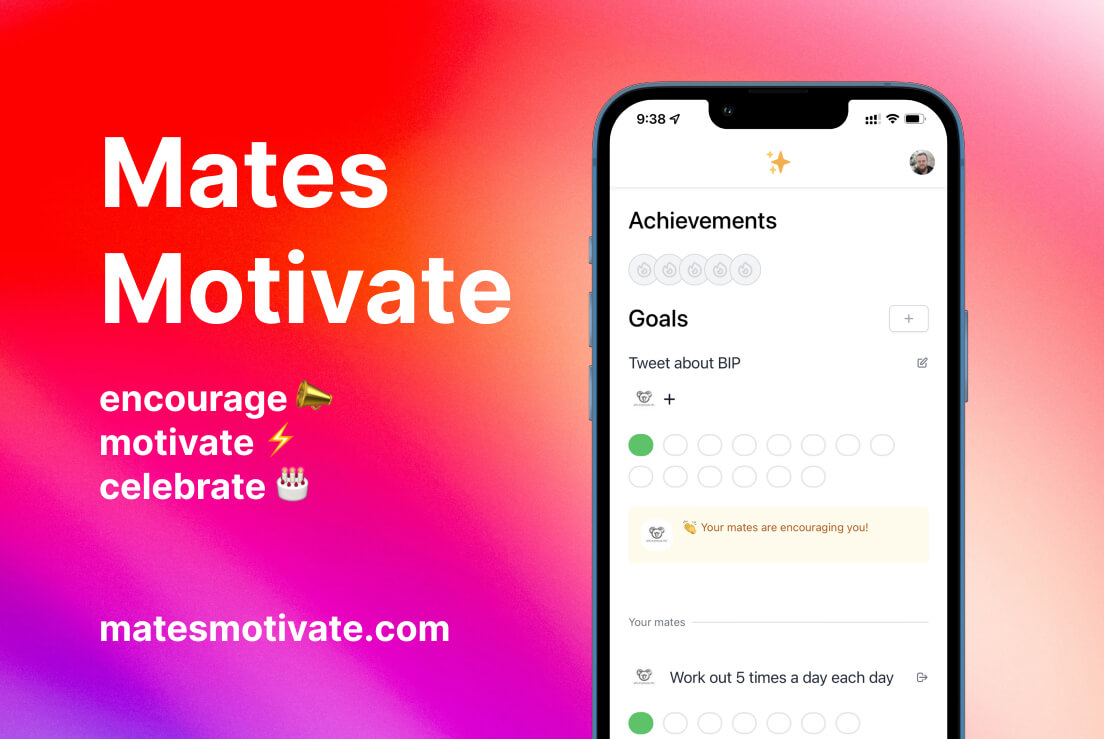 Mates
Motivate
encourage 📣
motivate ⚡
celebrate 🎂
matesmotivate.com
9:38
Achievements
Goals
+
Tweet about BIP
+
👏 Your mates are encouraging you!
Your mates
Work out 5 times a day each day